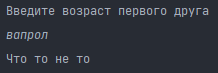 Введите возраст первого друга
вапрол
Что то не то